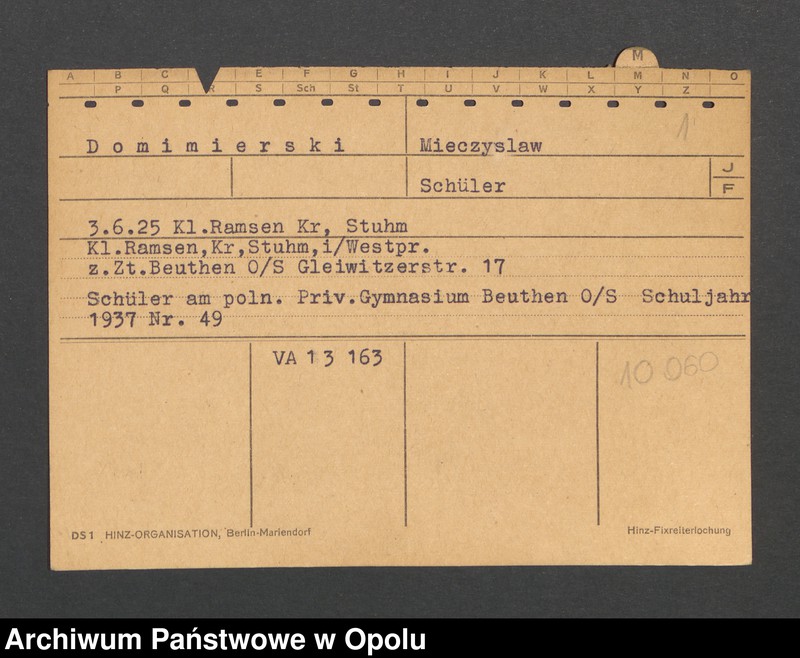 M
A B C E F G H I J K L M N O
P Q R S Sch St T U V W X Y Z
1
Domimierski Mieczyslaw
Schüler J F
3.6.25 Kl.Ramsen Kr, Stuhm
Kl.Ramsen,Kr,Stuhm,i/Westpr.
z.Zt.Beuthen O/S Gleiwitzerstr. 17
Schüler am poln. Priv.Gymnasium Beuthen O/S Schuljahr
1937 Nr. 49
VA 13 163
10 060
DS 1 HINZ-ORGANISATION, Berlin-Mariendorf Hinz-Fixreiterlochung
Archiwum Państwowe w Opolu